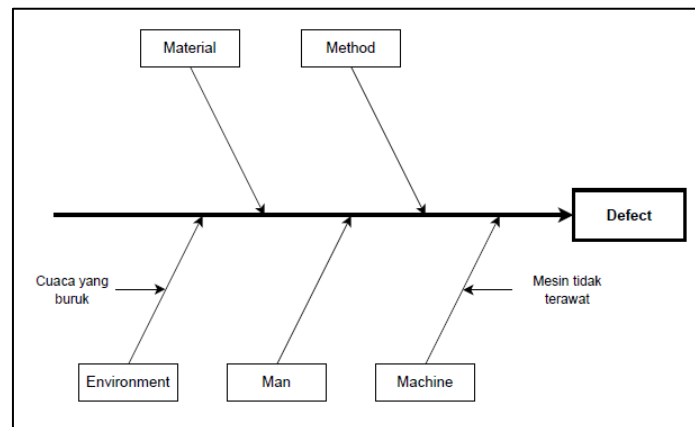 Material
Method
Defect
Cuaca yang
buruk
Mesin tidak
terawat
Environment
Man
Machine